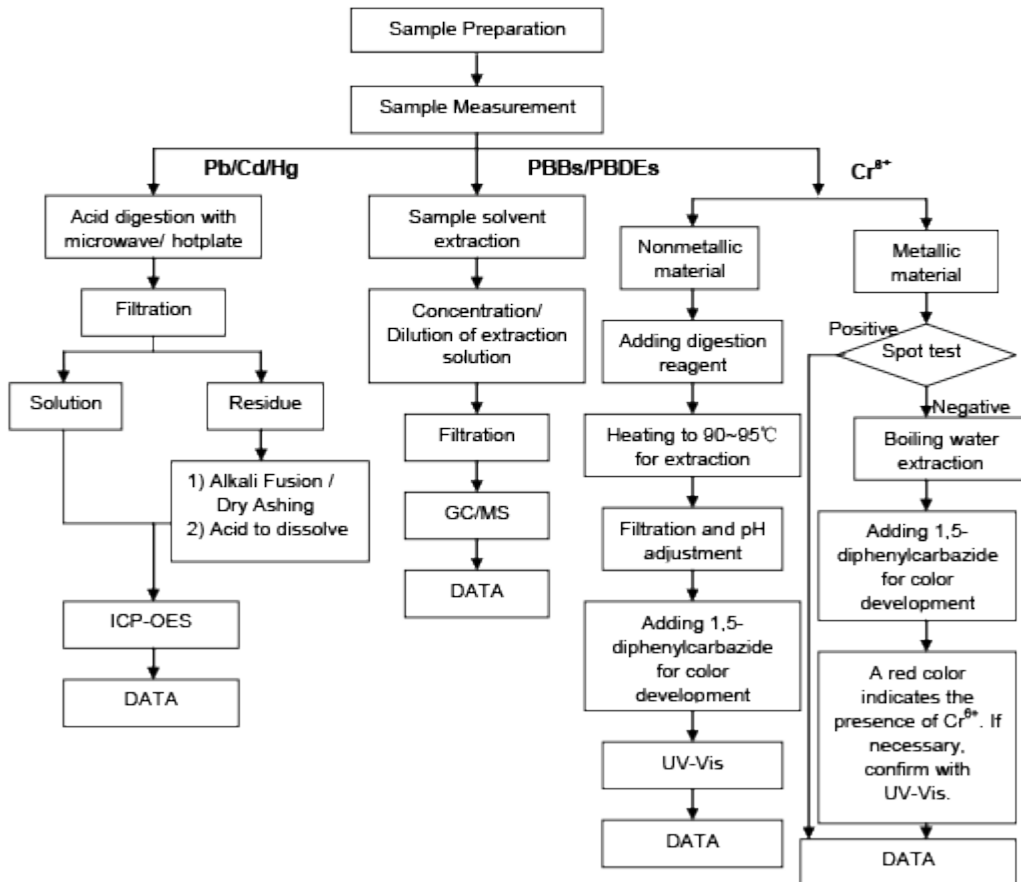 Sample Preparation
Sample Measurement
Pb/Cd/Hg
PBBs/PBDEs
Cr⁶⁺
Acid digestion with
microwave/ hotplate
Filtration
Solution
Residue
1) Alkali Fusion /
Dry Ashing
2) Acid to dissolve
ICP-OES
DATA
Sample solvent
extraction
Concentration/
Dilution of extraction
solution
Filtration
GC/MS
DATA
Nonmetallic
material
Adding digestion
reagent
Heating to 90~95℃
for extraction
Filtration and pH
adjustment
Adding 1,5-
diphenylcarbazide
for color
development
UV-Vis
DATA
Metallic
material
Positive
Spot test
Negative
Boiling water
extraction
Adding 1,5-
diphenylcarbazide
for color
development
A red color
indicates the
presence of Cr⁶⁺. If
necessary,
confirm with
UV-Vis.
DATA